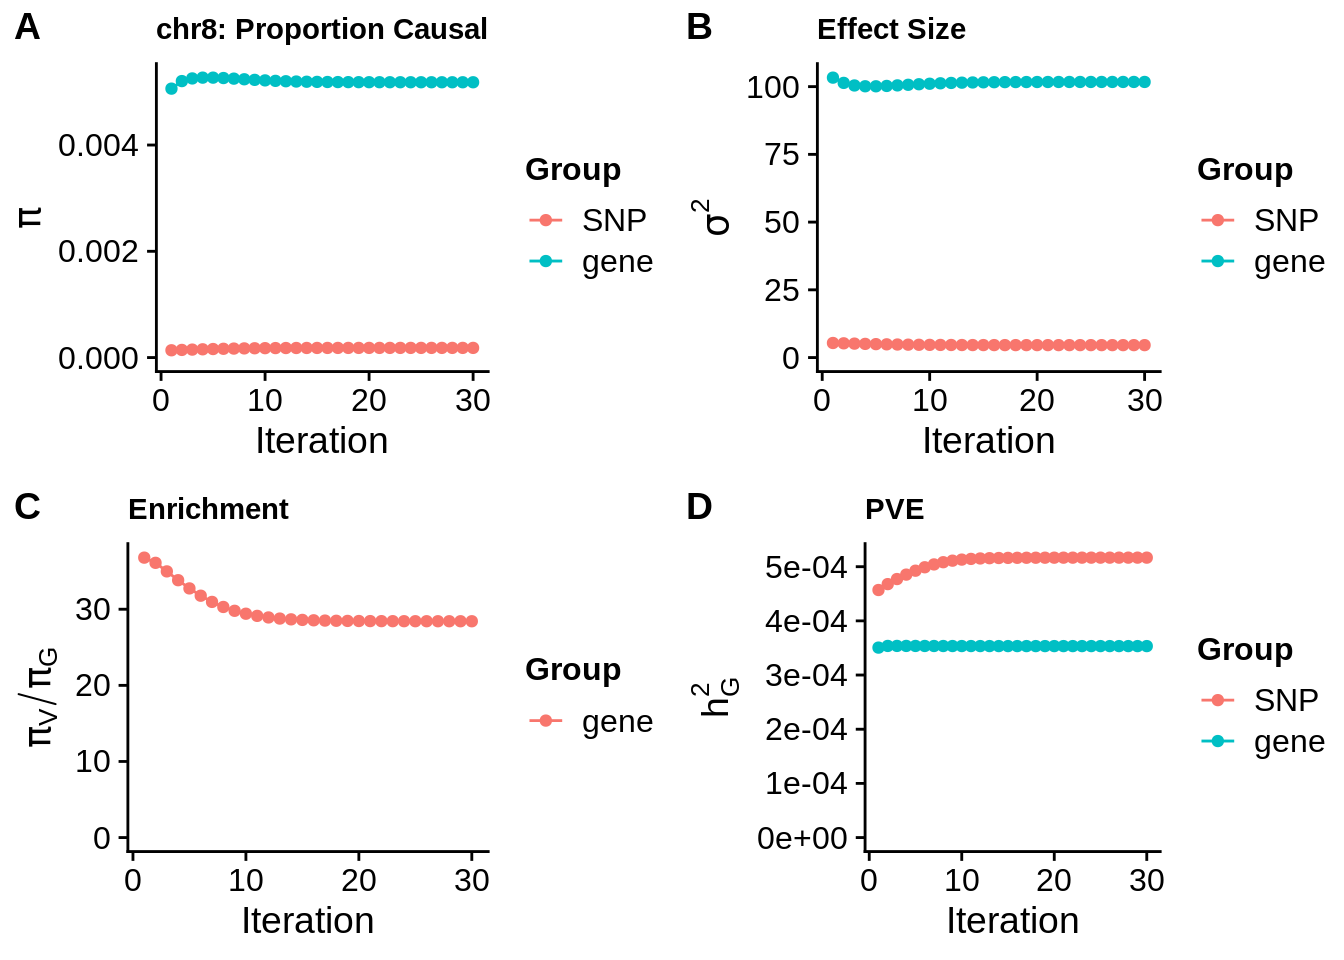 A
chr8: Proportion Causal
0.004
0.002
0.000
π
0 10 20 30
Iteration
Group
SNP
gene
B
Effect Size
100
75
50
25
0
σ²
0 10 20 30
Iteration
Group
SNP
gene
C
Enrichment
30
20
10
0
πV/πG
0 10 20 30
Iteration
Group
gene
D
PVE
5e-04
4e-04
3e-04
2e-04
1e-04
0e+00
h²G
0 10 20 30
Iteration
Group
SNP
gene